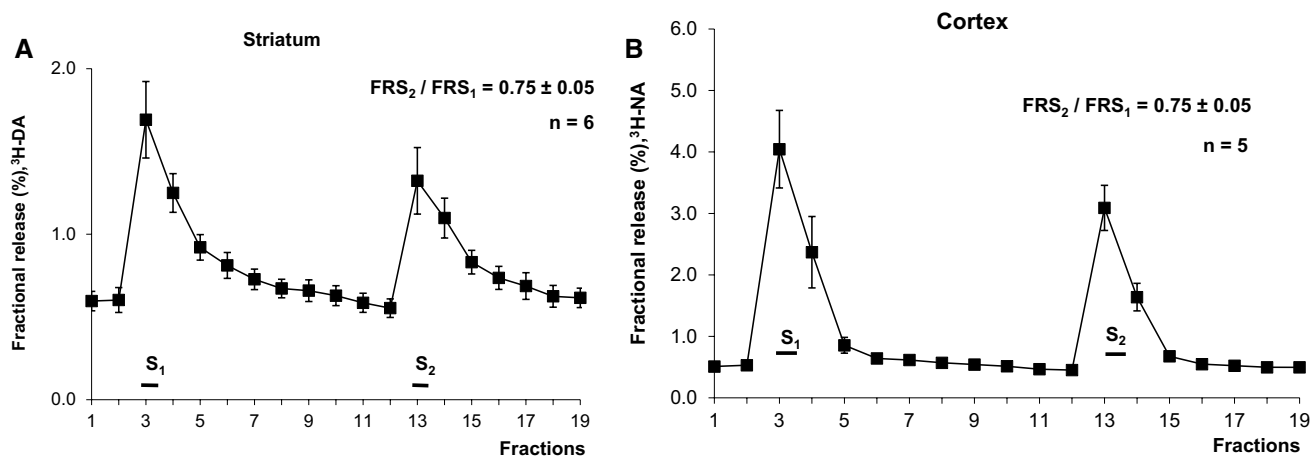 A
Striatum
Fractional release (%),³H-DA
2.0
1.0
0.0
FRS₂ / FRS₁ = 0.75 ± 0.05
n = 6
S₁
S₂
1 3 5 7 9 11 13 15 17 19
Fractions
B
Cortex
Fractional release (%),³H-NA
6.0
5.0
4.0
3.0
2.0
1.0
0.0
FRS₂ / FRS₁ = 0.75 ± 0.05
n = 5
S₁
S₂
1 3 5 7 9 11 13 15 17 19
Fractions